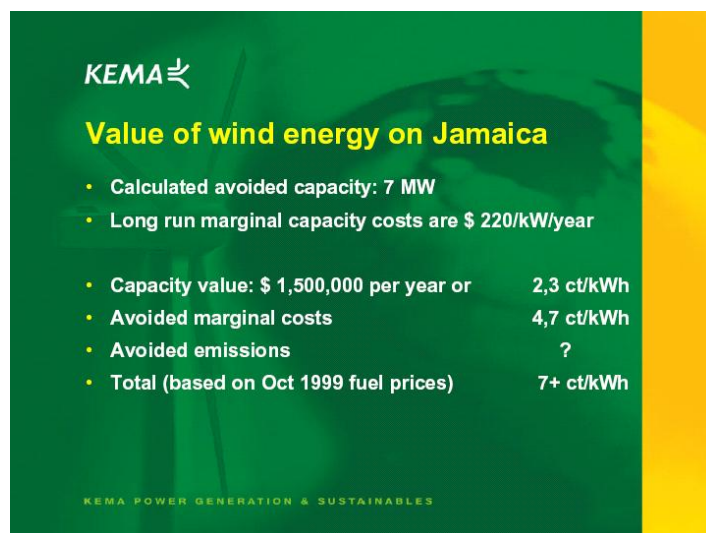 KEMA
Value of wind energy on Jamaica
• Calculated avoided capacity: 7 MW
• Long run marginal capacity costs are $ 220/kW/year
• Capacity value: $ 1,500,000 per year or 2,3 ct/kWh
• Avoided marginal costs 4,7 ct/kWh
• Avoided emissions ?
• Total (based on Oct 1999 fuel prices) 7+ ct/kWh
KEMA POWER GENERATION & SUSTAINABLES